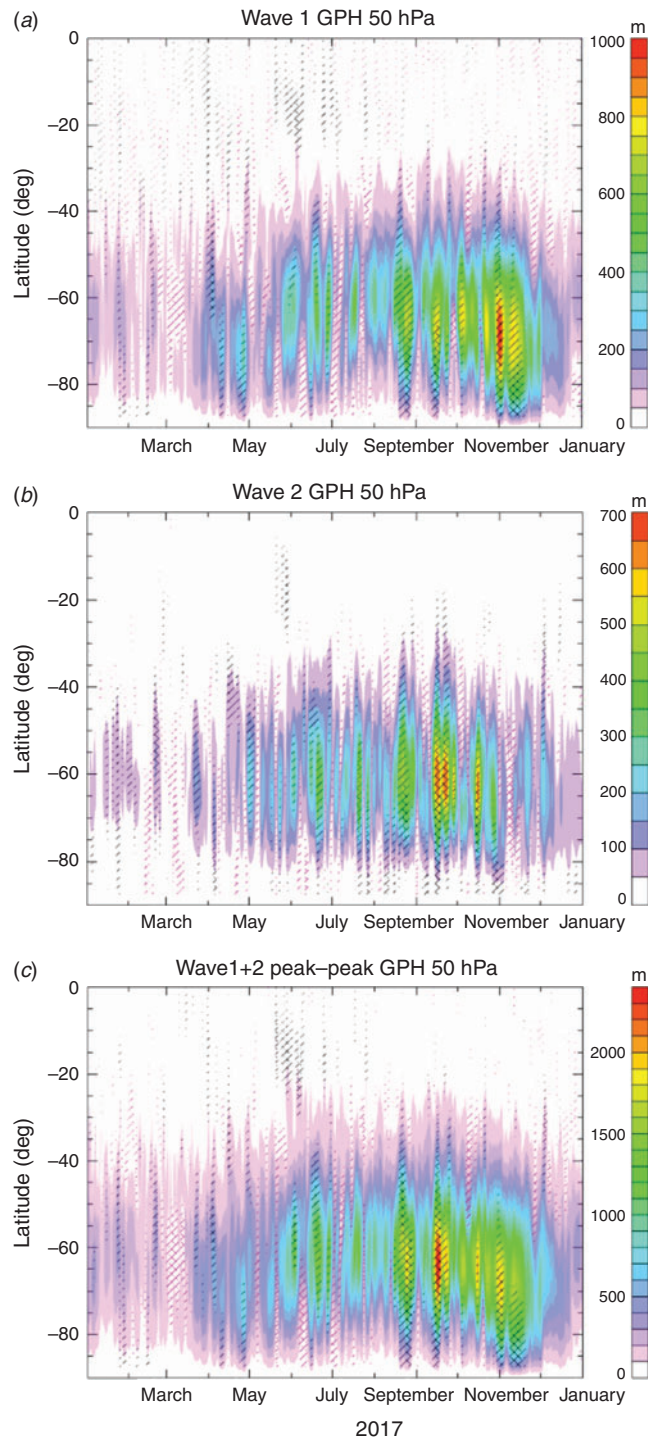 (a)
Wave 1 GPH 50 hPa
m
1000
800
600
400
200
0
0
−20
−40
−60
−80
Latitude (deg)
March May July September November January
(b)
Wave 2 GPH 50 hPa
m
700
600
500
400
300
200
100
0
0
−20
−40
−60
−80
Latitude (deg)
March May July September November January
(c)
Wave1+2 peak–peak GPH 50 hPa
m
2000
1500
1000
500
0
0
−20
−40
−60
−80
Latitude (deg)
March May July September November January
2017